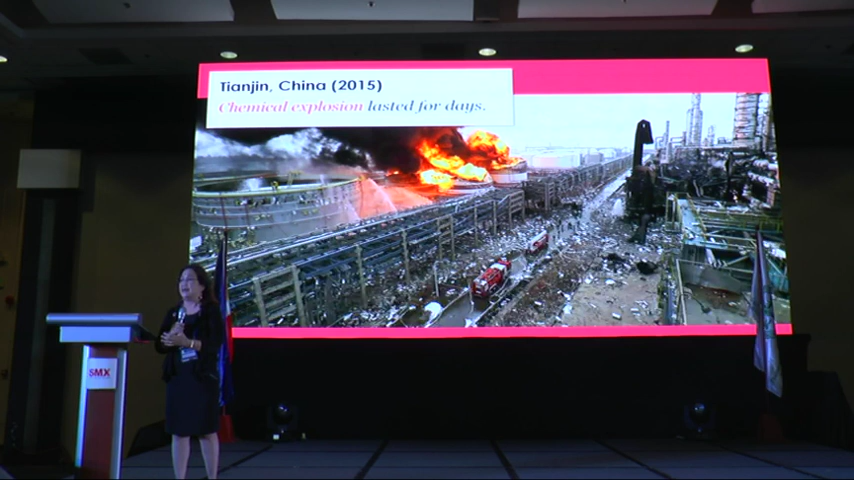 Tianjin, China (2015)
Chemical explosion lasted for days.
SMX